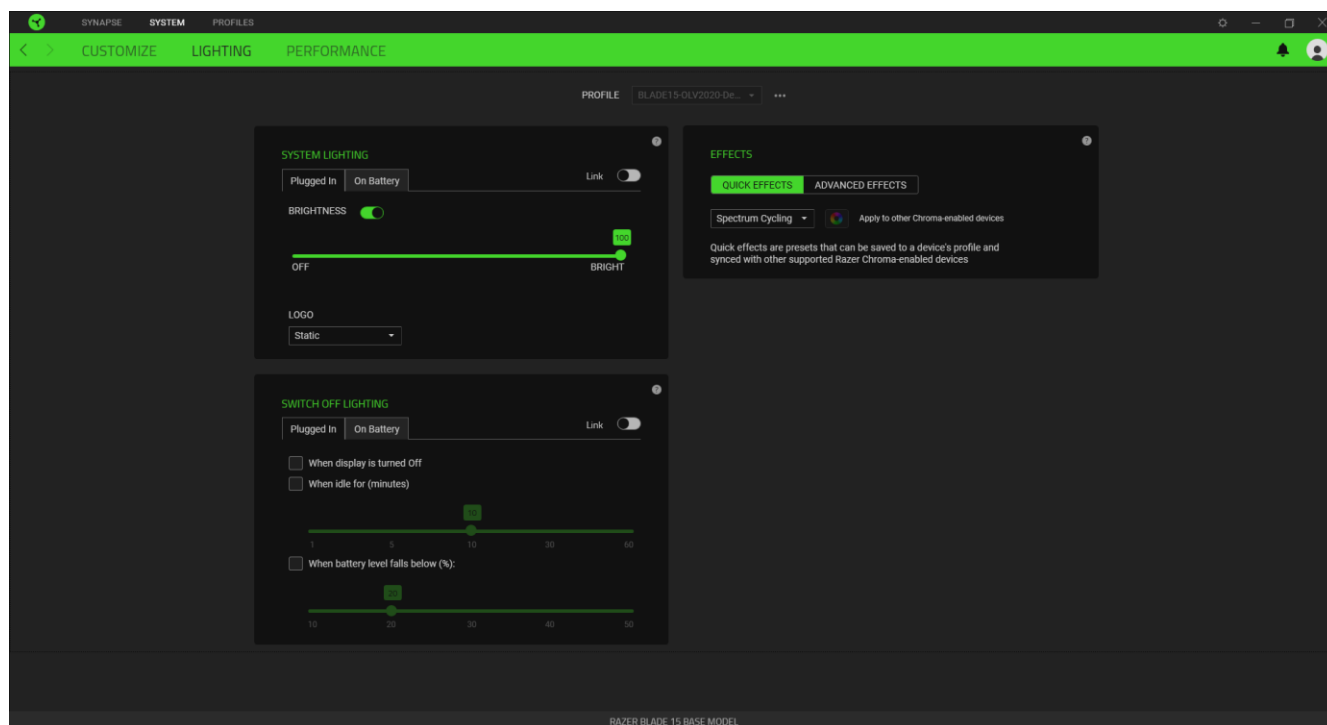 SYNAPSE SYSTEM PROFILES
CUSTOMIZE LIGHTING PERFORMANCE
PROFILE BLADE15-OLV2020-De...
SYSTEM LIGHTING
Plugged In On Battery Link
BRIGHTNESS
100
OFF BRIGHT
LOGO
Static
EFFECTS
QUICK EFFECTS ADVANCED EFFECTS
Spectrum Cycling Apply to other Chroma-enabled devices
Quick effects are presets that can be saved to a device's profile and
synced with other supported Razer Chroma-enabled devices
SWITCH OFF LIGHTING
Plugged In On Battery Link
When display is turned Off
When idle for (minutes)
10
1 5 10 30 60
When battery level falls below (%):
20
10 20 30 40 50
RAZER BLADE 15 BASE MODEL